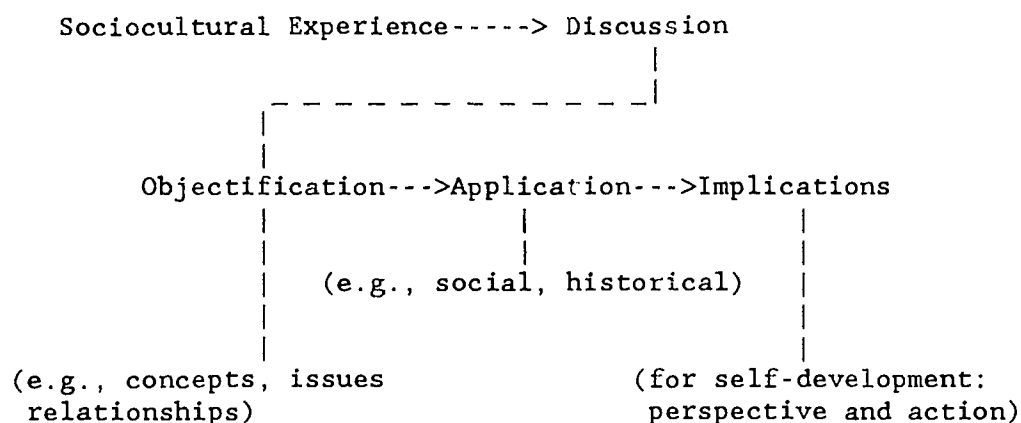 Sociocultural Experience-----> Discussion
Objectification--->Application--->Implications
(e.g., social, historical)
(e.g., concepts, issues
relationships)
(for self-development:
perspective and action)